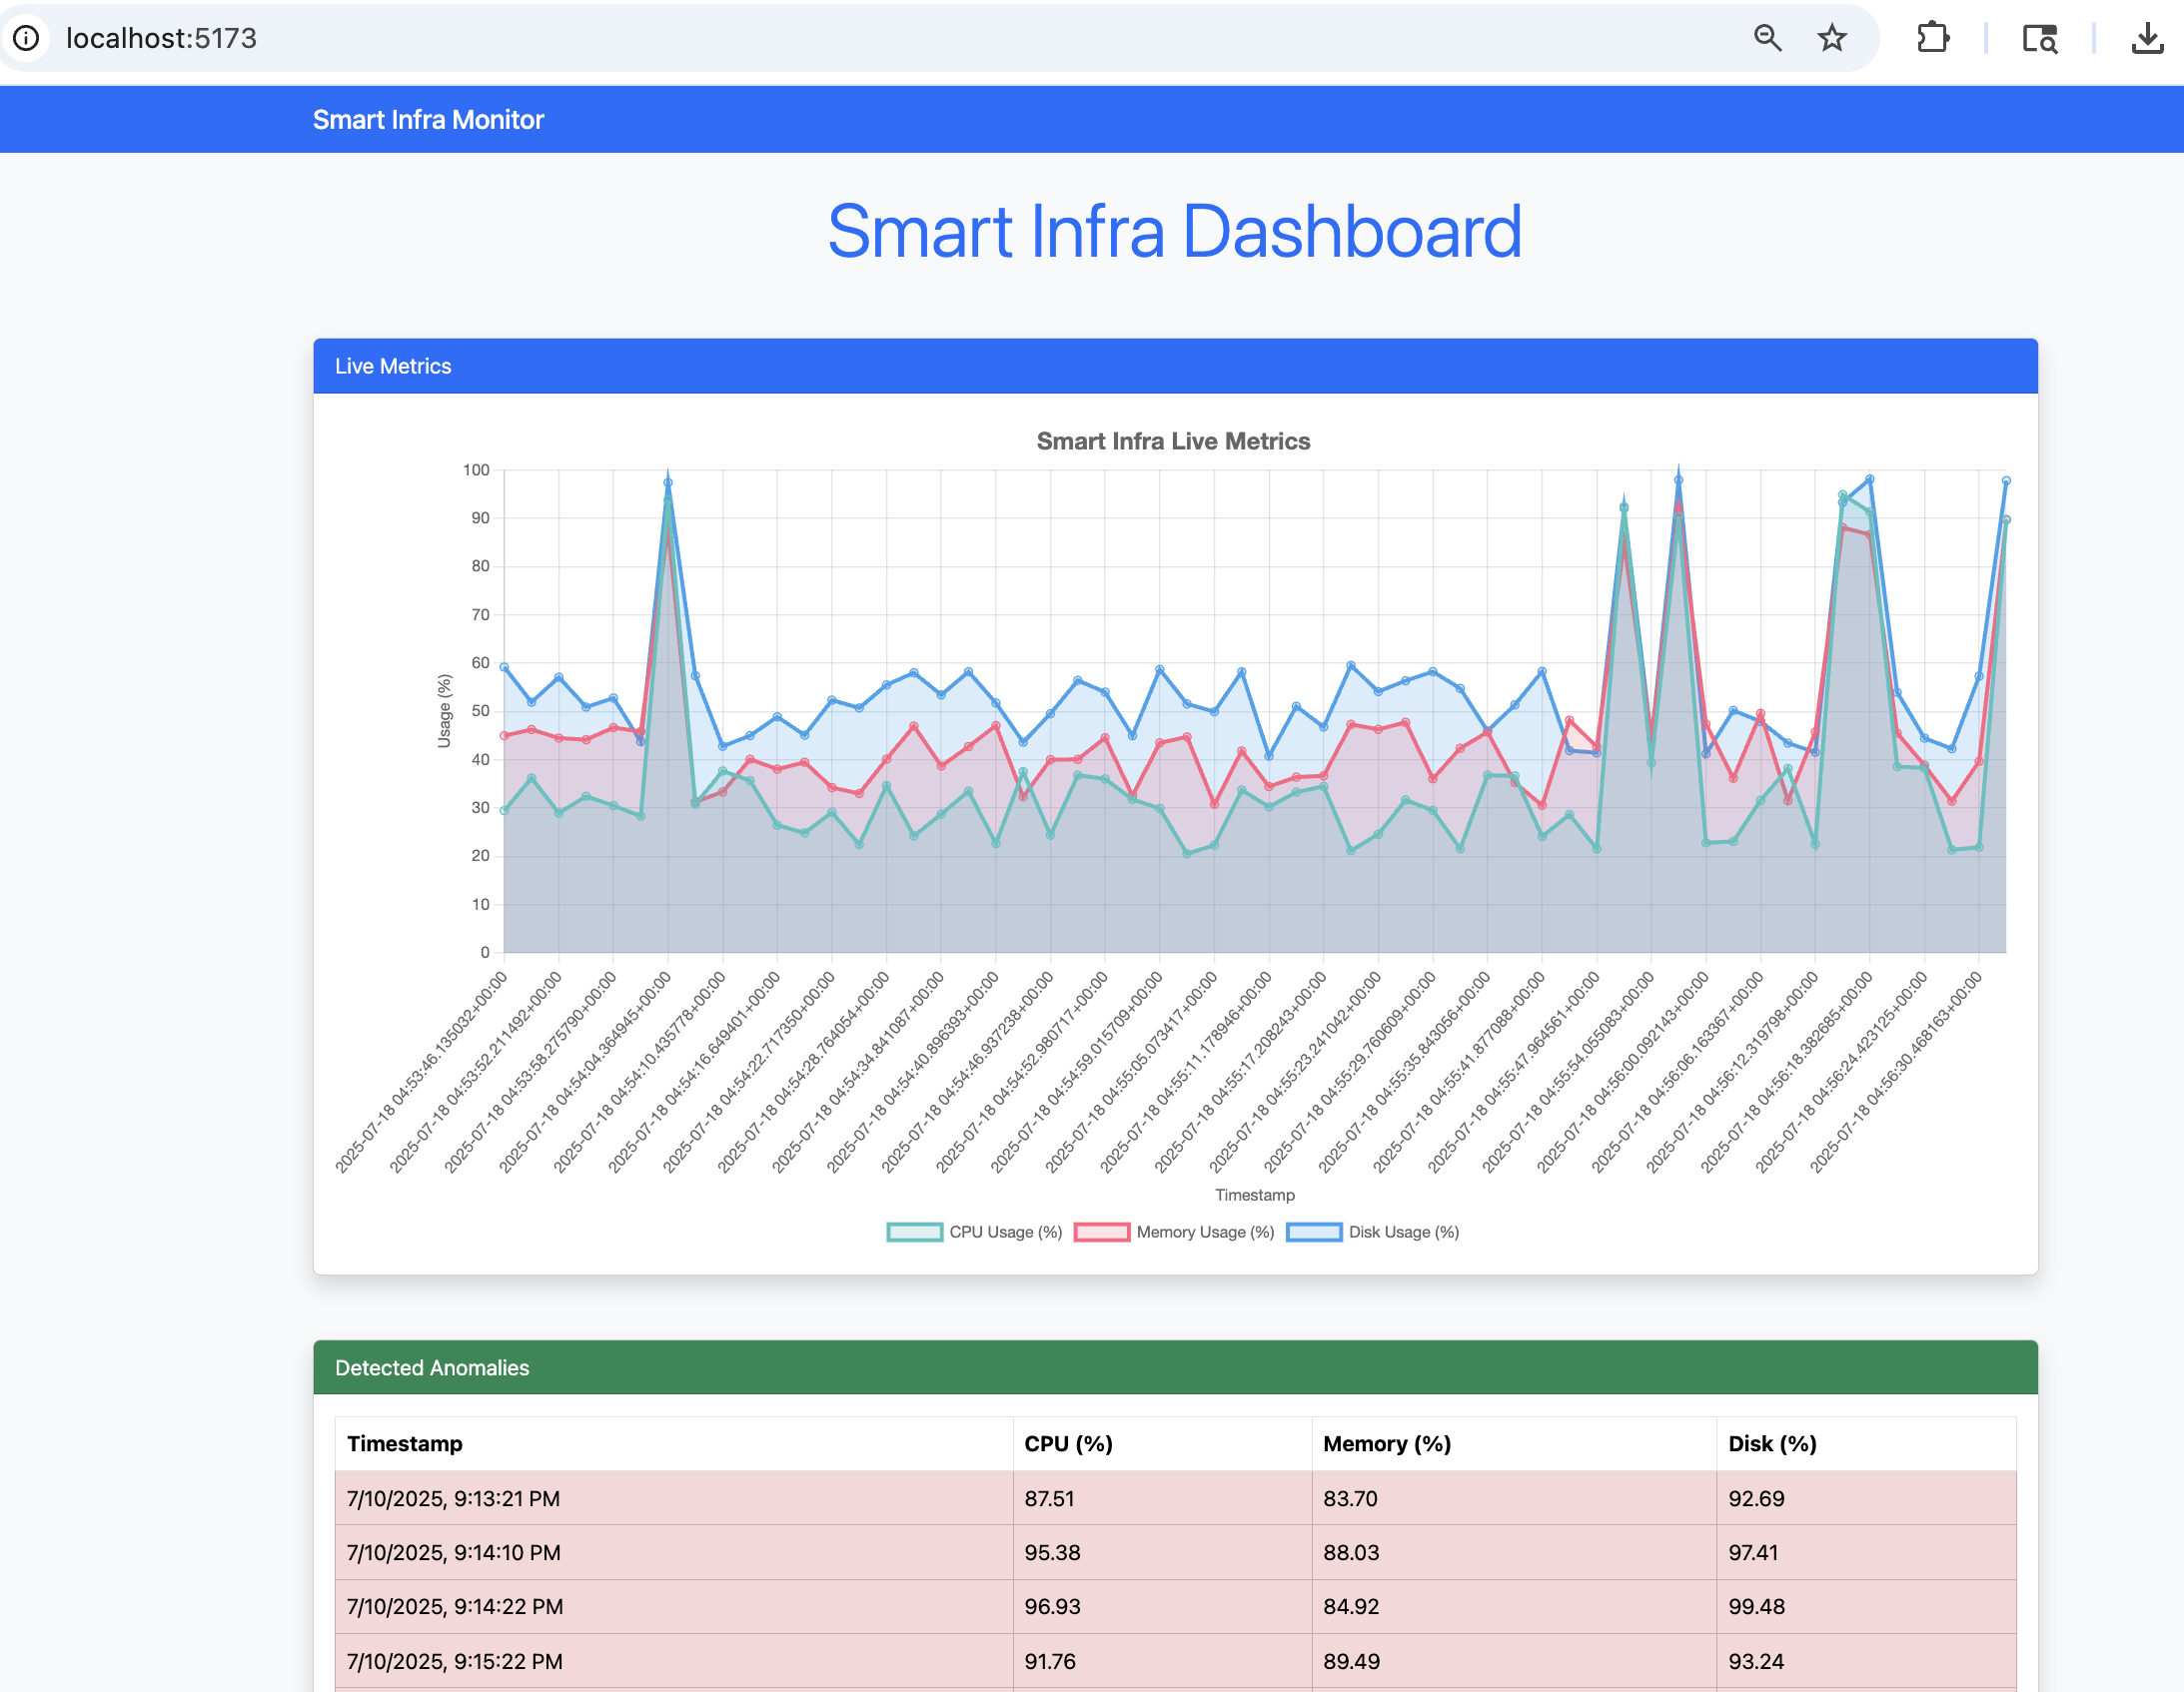 localhost:5173
Smart Infra Monitor
Smart Infra Dashboard
Live Metrics
Smart Infra Live Metrics
100
90
80
70
60
50
40
30
20
10
0
Usage (%)
2025-07-18 04:53:46.135032+00:00
2025-07-18 04:53:52.211492+00:00
2025-07-18 04:53:58.275790+00:00
2025-07-18 04:54:04.364945+00:00
2025-07-18 04:54:10.435778+00:00
2025-07-18 04:54:16.649401+00:00
2025-07-18 04:54:22.717350+00:00
2025-07-18 04:54:28.764054+00:00
2025-07-18 04:54:34.841087+00:00
2025-07-18 04:54:40.896393+00:00
2025-07-18 04:54:46.937238+00:00
2025-07-18 04:54:52.980717+00:00
2025-07-18 04:54:59.015709+00:00
2025-07-18 04:55:05.073417+00:00
2025-07-18 04:55:11.178946+00:00
2025-07-18 04:55:17.208243+00:00
2025-07-18 04:55:23.241042+00:00
2025-07-18 04:55:29.760609+00:00
2025-07-18 04:55:35.843056+00:00
2025-07-18 04:55:41.877088+00:00
2025-07-18 04:55:47.964561+00:00
2025-07-18 04:55:54.055083+00:00
2025-07-18 04:56:00.092143+00:00
2025-07-18 04:56:06.163367+00:00
2025-07-18 04:56:12.319798+00:00
2025-07-18 04:56:18.382685+00:00
2025-07-18 04:56:24.423125+00:00
2025-07-18 04:56:30.468163+00:00
Timestamp
CPU Usage (%) Memory Usage (%) Disk Usage (%)
Detected Anomalies
Timestamp CPU (%) Memory (%) Disk (%)
7/10/2025, 9:13:21 PM 87.51 83.70 92.69
7/10/2025, 9:14:10 PM 95.38 88.03 97.41
7/10/2025, 9:14:22 PM 96.93 84.92 99.48
7/10/2025, 9:15:22 PM 91.76 89.49 93.24